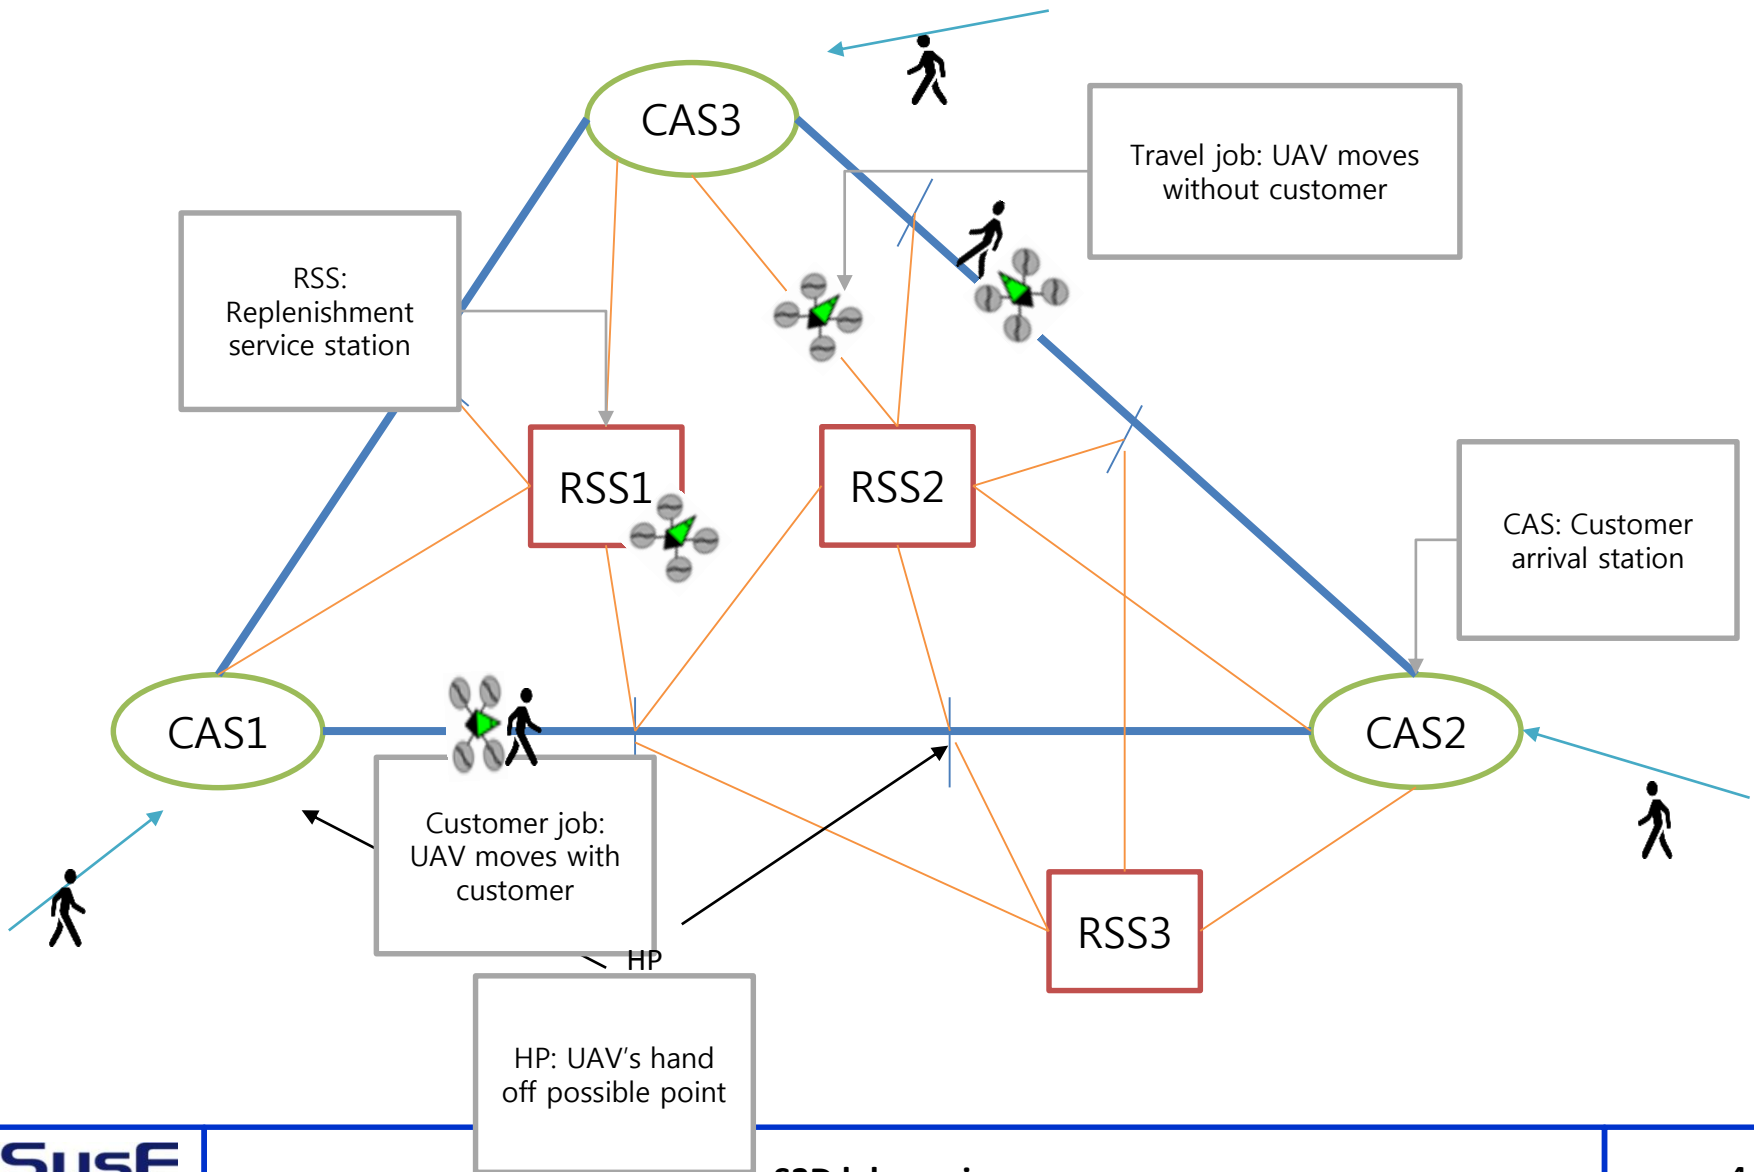 CAS3
Travel job: UAV moves
without customer
RSS:
Replenishment
service station
RSS1
RSS2
CAS: Customer
arrival station
CAS1
CAS2
Customer job:
UAV moves with
customer
RSS3
HP
HP: UAV's hand
off possible point